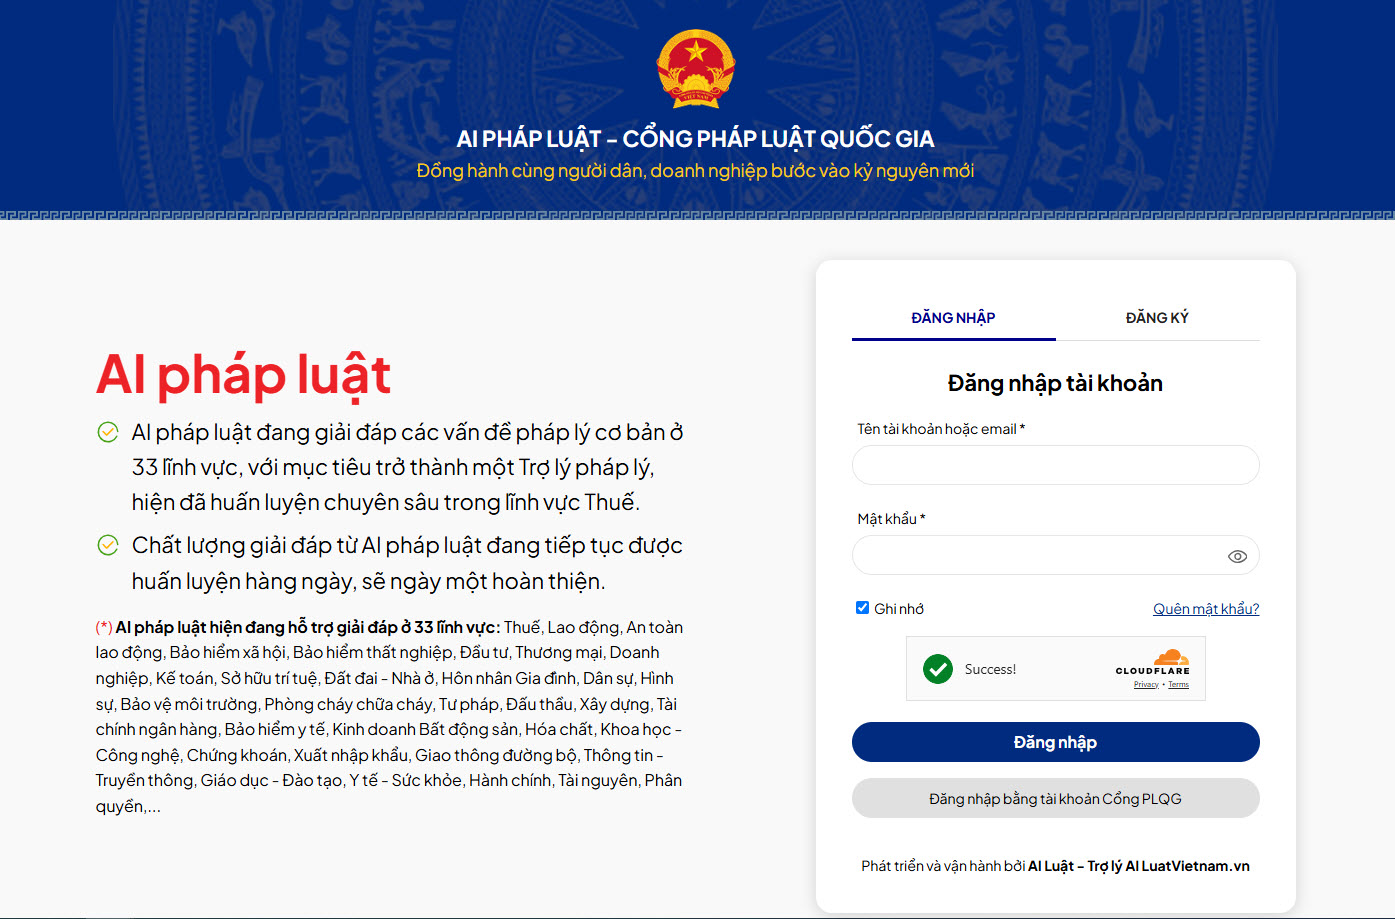 AI PHÁP LUẬT – CỔNG PHÁP LUẬT QUỐC GIA
Đồng hành cùng người dân, doanh nghiệp bước vào kỷ nguyên mới
AI pháp luật
AI pháp luật đang giải đáp các vấn đề pháp lý cơ bản ở
33 lĩnh vực, với mục tiêu trở thành một Trợ lý pháp lý,
hiện đã huấn luyện chuyên sâu trong lĩnh vực Thuế.
Chất lượng giải đáp từ AI pháp luật đang tiếp tục được
huấn luyện hàng ngày, sẽ ngày một hoàn thiện.
(*) AI pháp luật hiện đang hỗ trợ giải đáp ở 33 lĩnh vực: Thuế, Lao động, An toàn
lao động, Bảo hiểm xã hội, Bảo hiểm thất nghiệp, Đầu tư, Thương mại, Doanh
nghiệp, Kế toán, Sở hữu trí tuệ, Đất đai - Nhà ở, Hôn nhân Gia đình, Dân sự, Hình
sự, Bảo vệ môi trường, Phòng cháy chữa cháy, Tư pháp, Đấu thầu, Xây dựng, Tài
chính ngân hàng, Bảo hiểm y tế, Kinh doanh Bất động sản, Hóa chất, Khoa học -
Công nghệ, Chứng khoán, Xuất nhập khẩu, Giao thông đường bộ, Thông tin -
Truyền thông, Giáo dục - Đào tạo, Y tế - Sức khỏe, Hành chính, Tài nguyên, Phân
quyền,...
ĐĂNG NHẬP
ĐĂNG KÝ
Đăng nhập tài khoản
Tên tài khoản hoặc email *
Mật khẩu *
Ghi nhớ
Quên mật khẩu?
Success!
CLOUDFLARE
Privacy • Terms
Đăng nhập
Đăng nhập bằng tài khoản Cổng PLQG
Phát triển và vận hành bởi AI Luật - Trợ lý AI LuatVietnam.vn